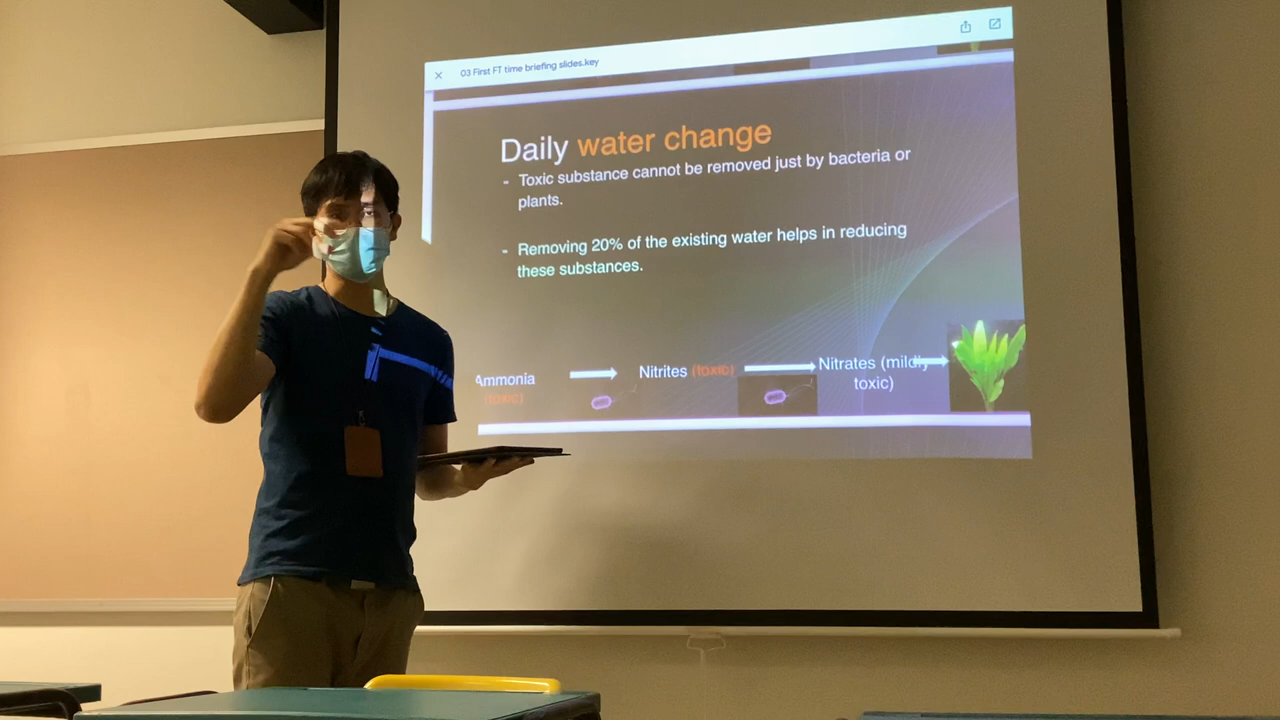 03 First FT time briefing slides.key
Daily water change
- Toxic substance cannot be removed just by bacteria or
plants.
- Removing 20% of the existing water helps in reducing
these substances.
Ammonia
(toxic)
Nitrites (toxic)
Nitrates (mildly
toxic)